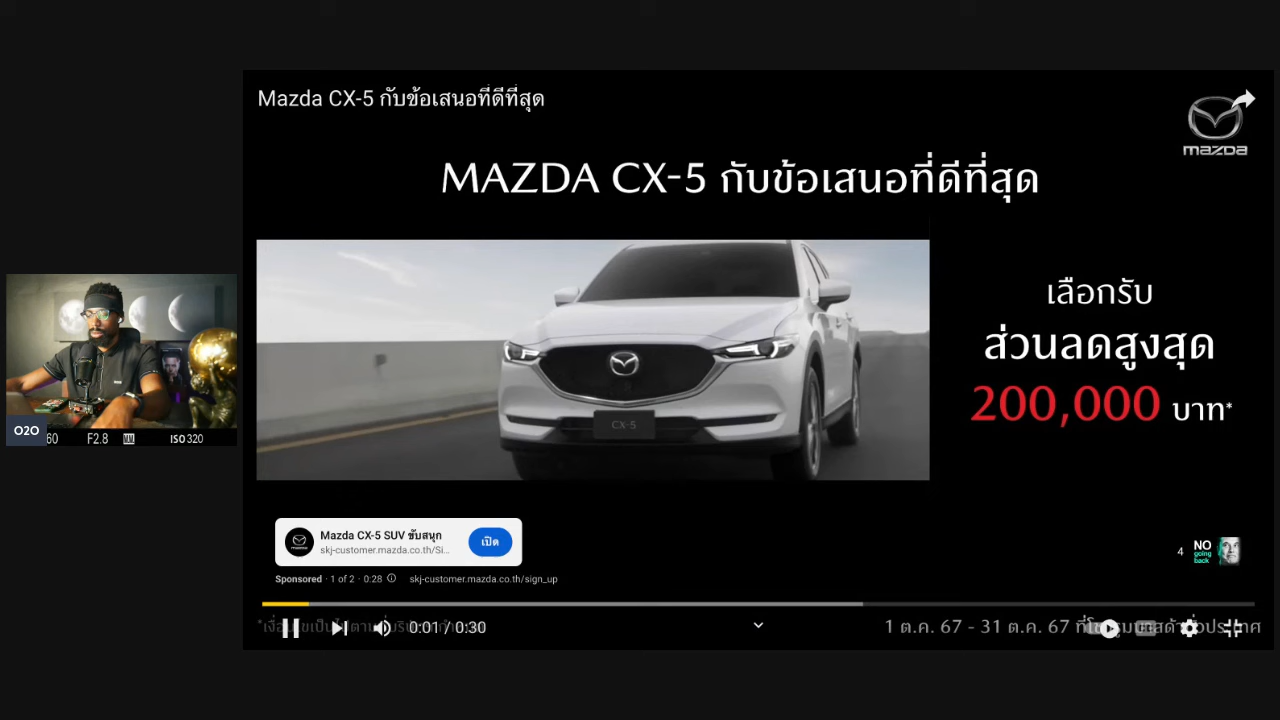 Mazda CX-5 กับข้อเสนอที่ดีที่สุด
mazda
MAZDA CX-5 กับข้อเสนอที่ดีที่สุด
เลือกรับ
ส่วนลดสูงสุด
200,000 บาท*
CX-5
O2O
60 F2.8 ISO 320
Mazda CX-5 SUV ขับสนุก
skj-customer.mazda.co.th/Si...
เปิด
Sponsored · 1 of 2 · 0:28 skj-customer.mazda.co.th/sign_up
4
NO
going
back
0:01 / 0:30
1 ต.ค. 67 - 31 ต.ค. 67